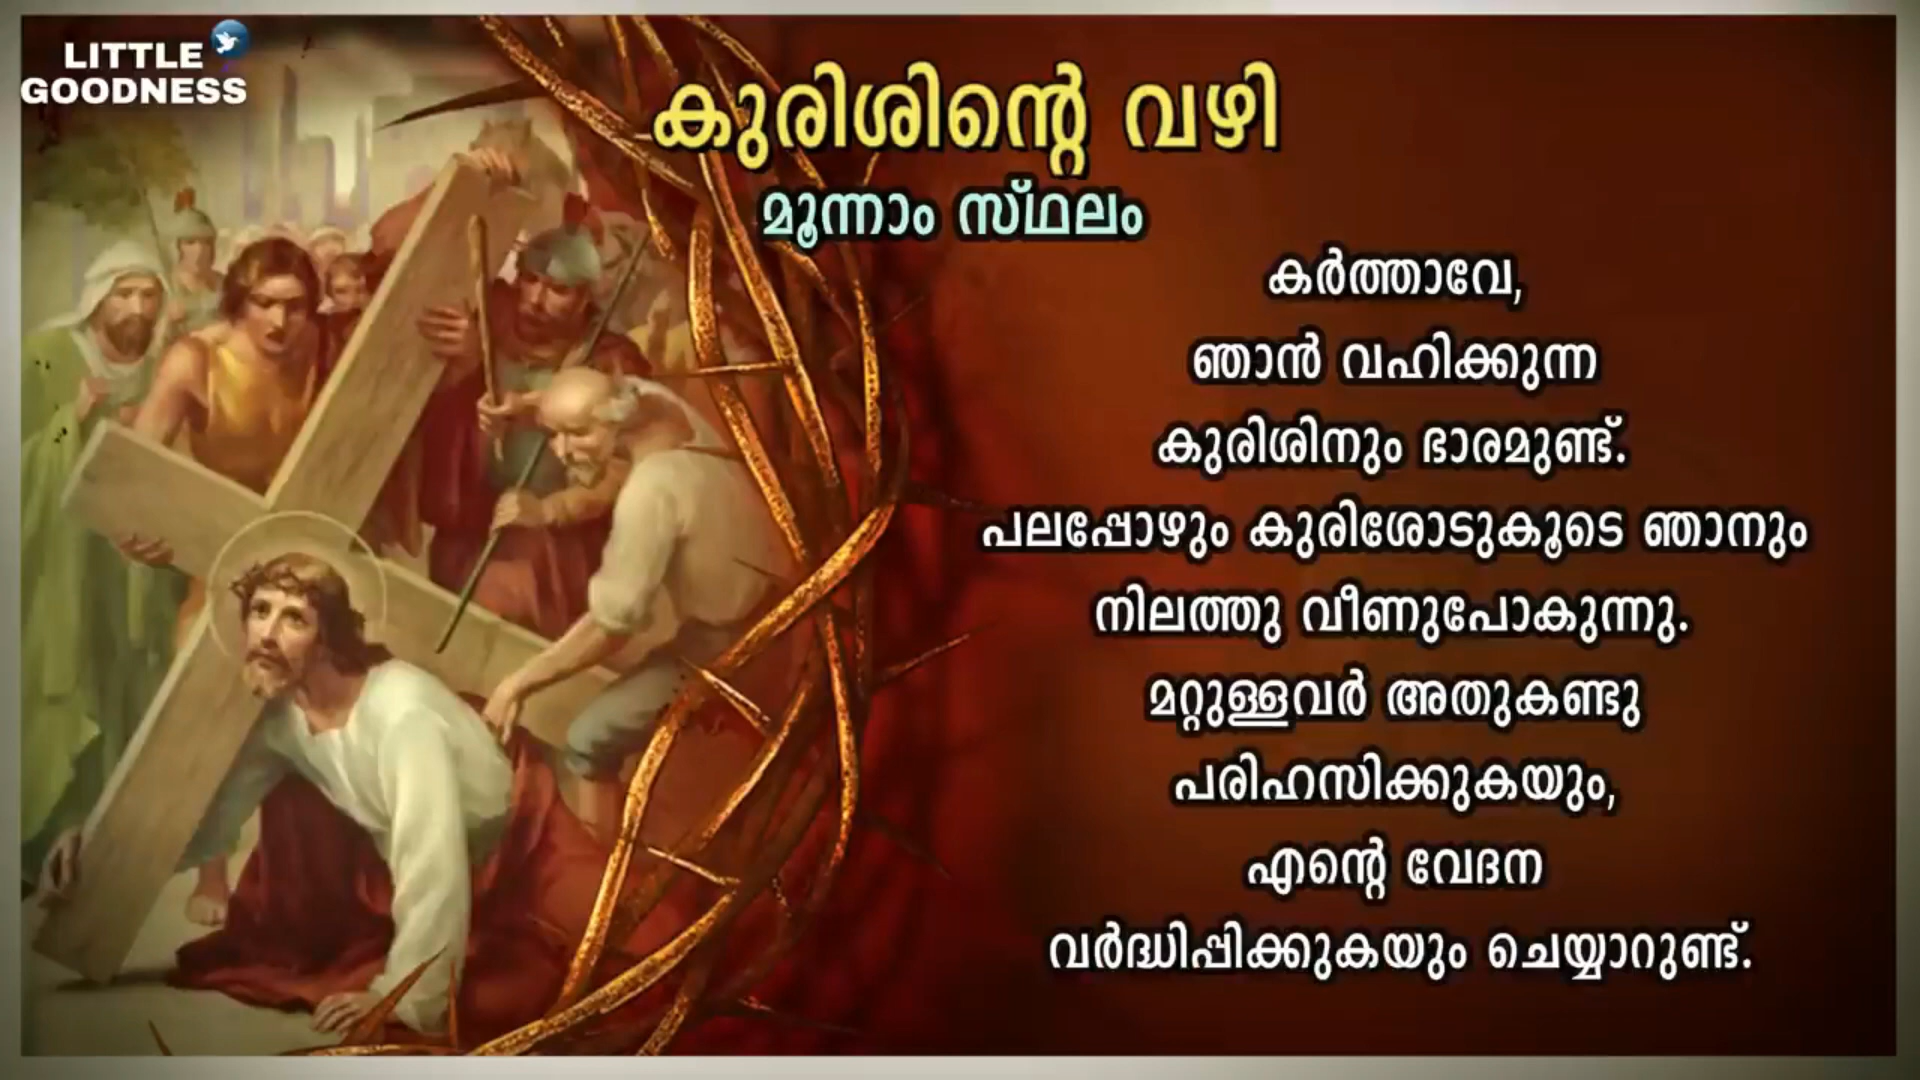 LITTLE
GOODNESS
കുരിശിന്റെ വഴി
മൂന്നാം സ്ഥലം
കർത്താവേ,
ഞാൻ വഹിക്കുന്ന
കുരിശിനും ഭാരമുണ്ട്.
പലപ്പോഴും കുരിശോടുകൂടെ ഞാനും
നിലത്തു വീണുപോകുന്നു.
മറ്റുള്ളവർ അതുകണ്ടു
പരിഹസിക്കുകയും,
എന്റെ വേദന
വർദ്ധിപ്പിക്കുകയും ചെയ്യാറുണ്ട്.